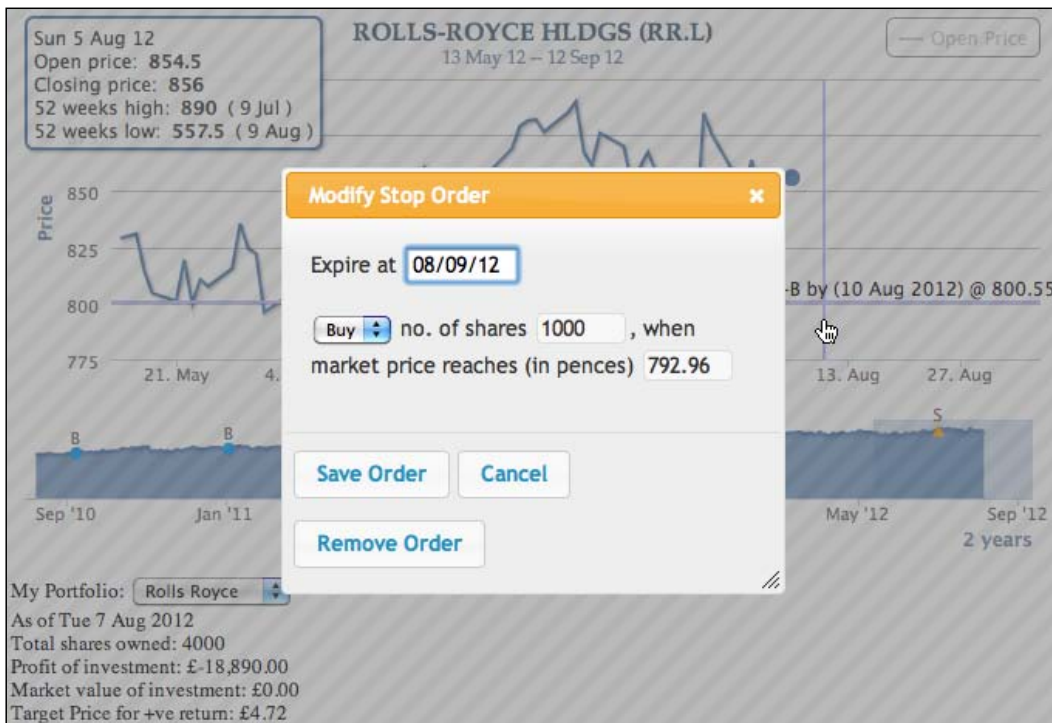 Sun 5 Aug 12
Open price: 854.5
Closing price: 856
52 weeks high: 890 ( 9 Jul )
52 weeks low: 557.5 ( 9 Aug )
ROLLS-ROYCE HLDGS (RR.L)
13 May 12 – 12 Sep 12
Open Price
Price
850
825
800
775
21. May
4.
13. Aug
27. Aug
-B by (10 Aug 2012) @ 800.55
Modify Stop Order
×
Expire at 08/09/12
Buy no. of shares 1000 , when
market price reaches (in pences) 792.96
Save Order
Cancel
Remove Order
B
B
S
Sep '10
Jan '11
May '12
Sep '12
2 years
My Portfolio: Rolls Royce
As of Tue 7 Aug 2012
Total shares owned: 4000
Profit of investment: £-18,890.00
Market value of investment: £0.00
Target Price for +ve return: £4.72